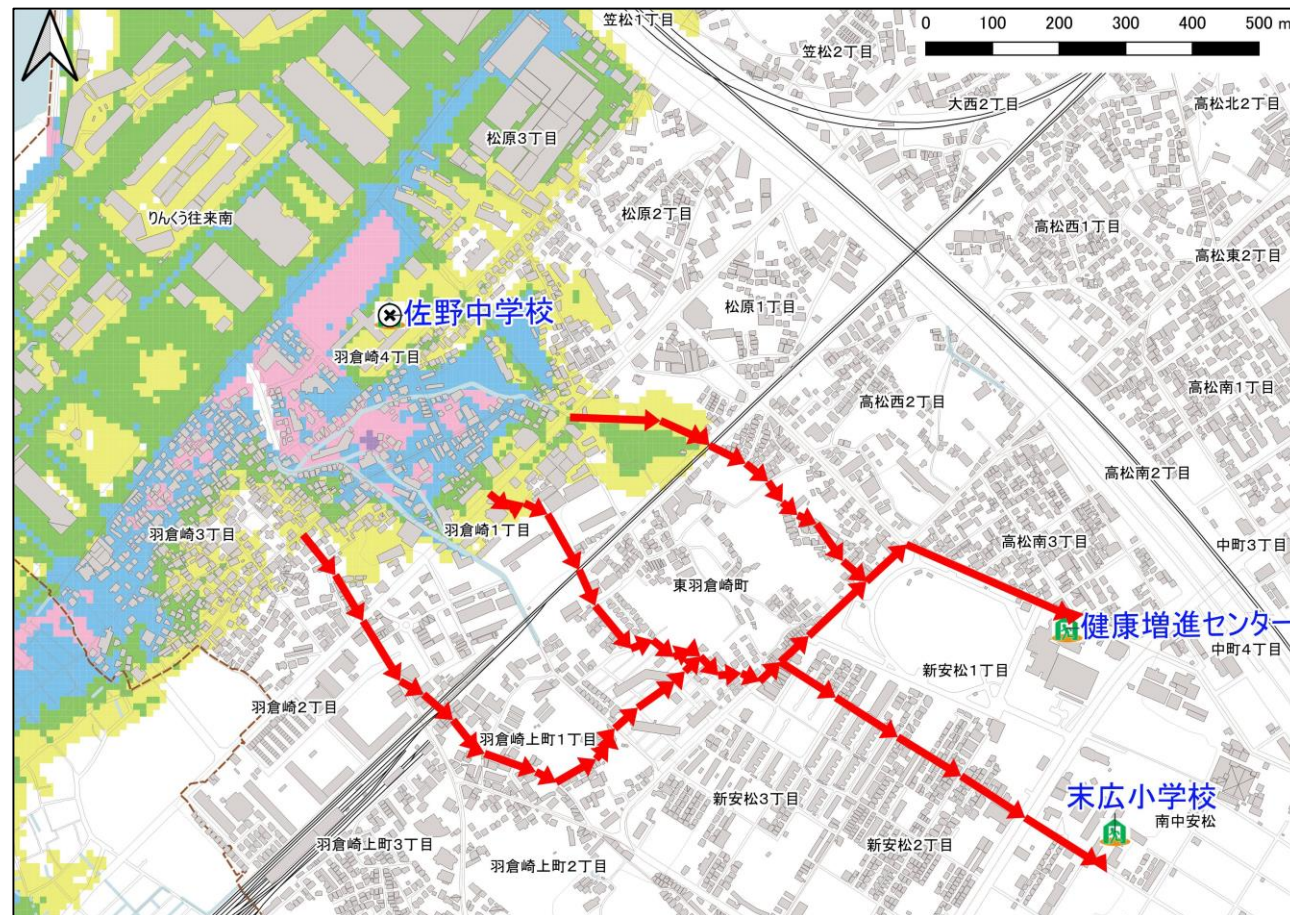 笠松1丁目
0 100 200 300 400 500 m
笠松2丁目
大西2丁目
高松北2丁目
松原3丁目
りんくう往来南
松原2丁目
高松西1丁目
高松東2丁目
佐野中学校
松原1丁目
羽倉崎4丁目
高松西2丁目
高松南1丁目
高松南2丁目
羽倉崎3丁目
羽倉崎1丁目
高松南3丁目
中町3丁目
東羽倉崎町
健康増進センター
中町4丁目
新安松1丁目
羽倉崎2丁目
羽倉崎上町1丁目
新安松3丁目
末広小学校
南中安松
羽倉崎上町3丁目
羽倉崎上町2丁目
新安松2丁目